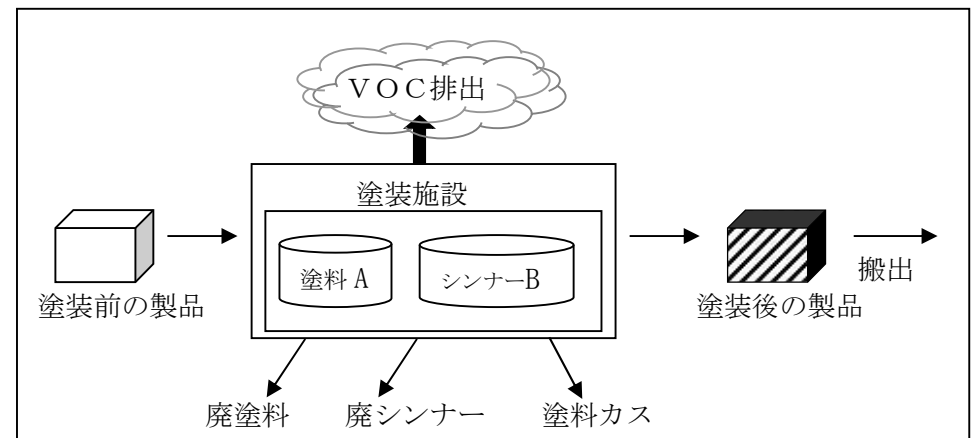 ＶＯＣ排出
塗装施設
塗料 A
シンナーB
塗装前の製品
塗装後の製品
搬出
廃塗料
廃シンナー
塗料カス